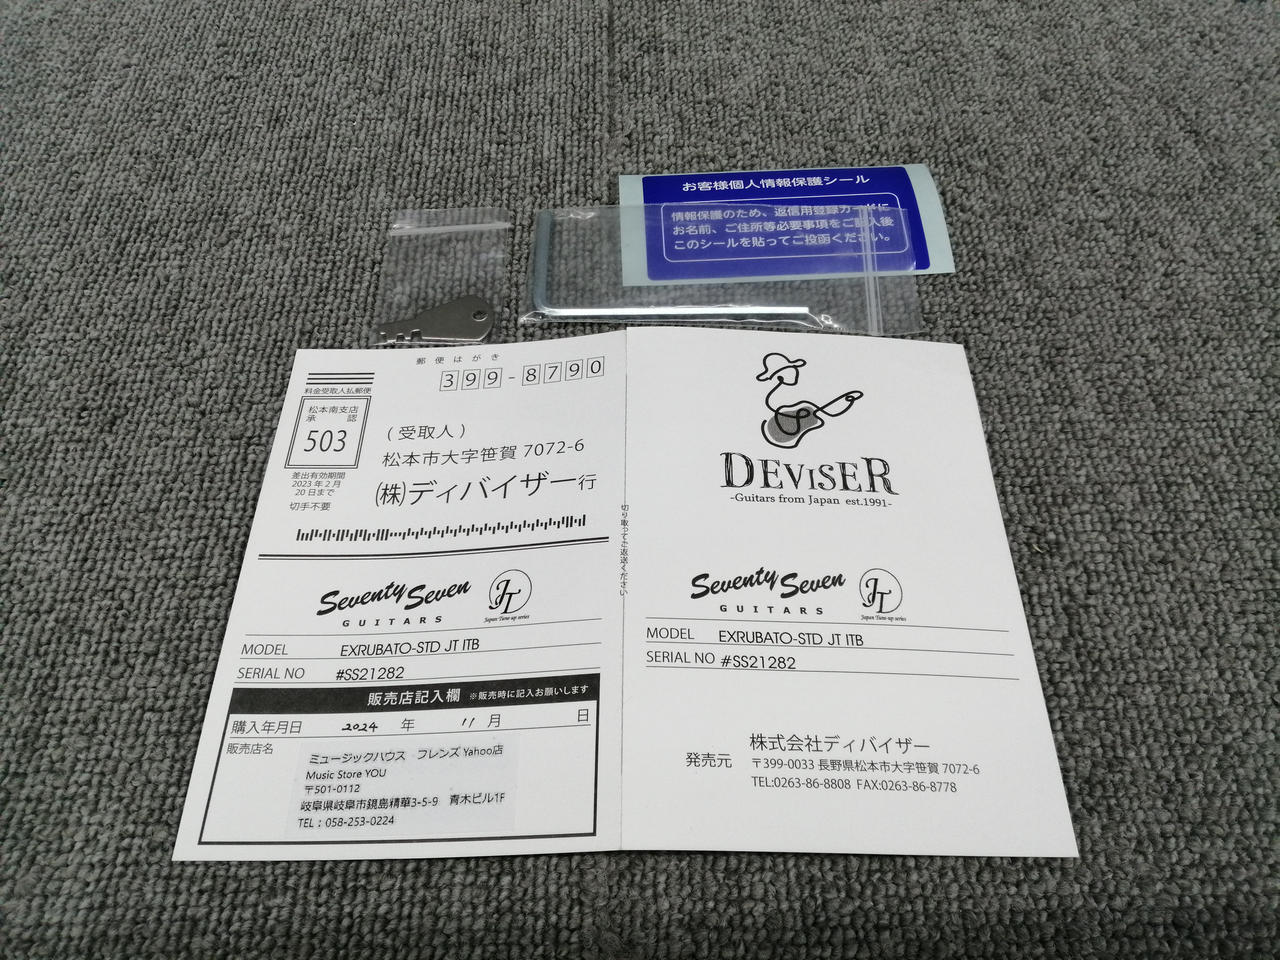 お客様個人情報保護シール
情報保護のため、返信用登録カードに
お名前、ご住所等必要事項をご記入後
このシールを貼ってご投函ください。
郵便はがき
399-8790
料金受取人払郵便
松本南支店
承認
503
差出有効期間
2023年2月
20日まで
切手不要
(受取人)
松本市大字笹賀 7072-6
(株)ディバイザー行
Seventy Seven
GUITARS
JT
Japan Tune-up series
MODEL EXRUBATO-STD JT ITB
SERIAL NO #SS21282
販売店記入欄 ※販売時に記入お願いします
購入年月日 2024 年 11 月 日
販売店名
ミュージックハウス フレンズ Yahoo店
Music Store YOU
〒501-0112
岐阜県岐阜市鏡島精華3-5-9 青木ビル1F
TEL：058-253-0224
切り取ってご返送ください
DEVISER
-Guitars from Japan est.1991-
Seventy Seven
GUITARS
JT
Japan Tune-up series
MODEL EXRUBATO-STD JT ITB
SERIAL NO #SS21282
発売元
株式会社ディバイザー
〒399-0033 長野県松本市大字笹賀 7072-6
TEL:0263-86-8808 FAX:0263-86-8778